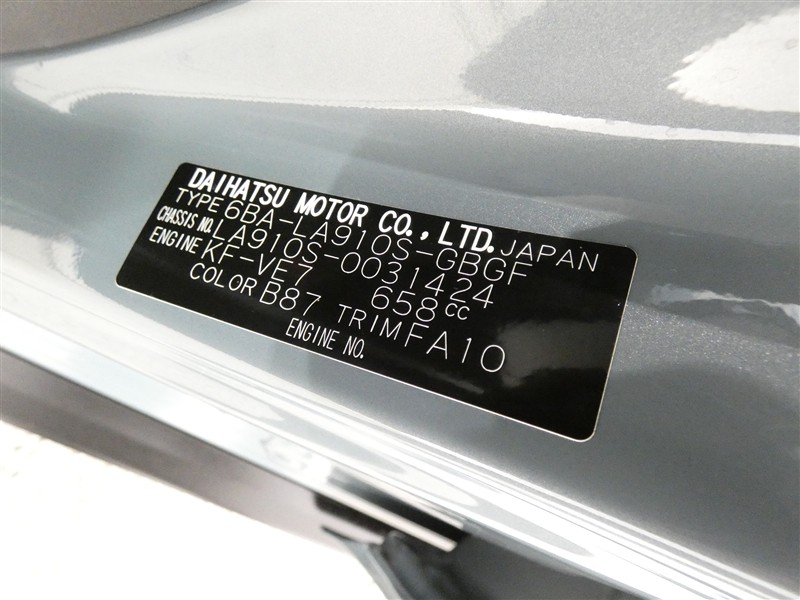 DAIHATSU MOTOR CO., LTD. JAPAN
TYPE 6BA-LA910S-GBGF
CHASSIS NO. LA910S-0031424
ENGINE KF-VE7 658cc
COLOR B87 TRIM FA10
ENGINE NO.